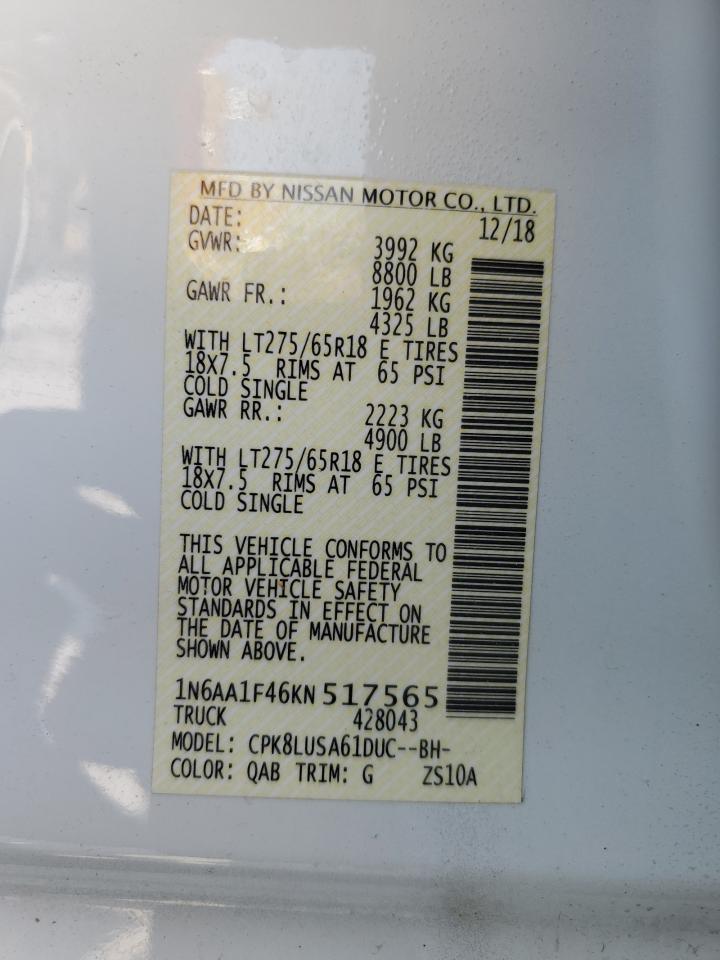 MFD BY NISSAN MOTOR CO., LTD.
DATE: 12/18
GVWR: 3992 KG
8800 LB
GAWR FR.: 1962 KG
4325 LB
WITH LT275/65R18 E TIRES
18X7.5 RIMS AT 65 PSI
COLD SINGLE
GAWR RR.: 2223 KG
4900 LB
WITH LT275/65R18 E TIRES
18X7.5 RIMS AT 65 PSI
COLD SINGLE
THIS VEHICLE CONFORMS TO
ALL APPLICABLE FEDERAL
MOTOR VEHICLE SAFETY
STANDARDS IN EFFECT ON
THE DATE OF MANUFACTURE
SHOWN ABOVE.
1N6AA1F46KN517565
TRUCK 428043
MODEL: CPK8LUSA61DUC--BH-
COLOR: QAB TRIM: G ZS10A